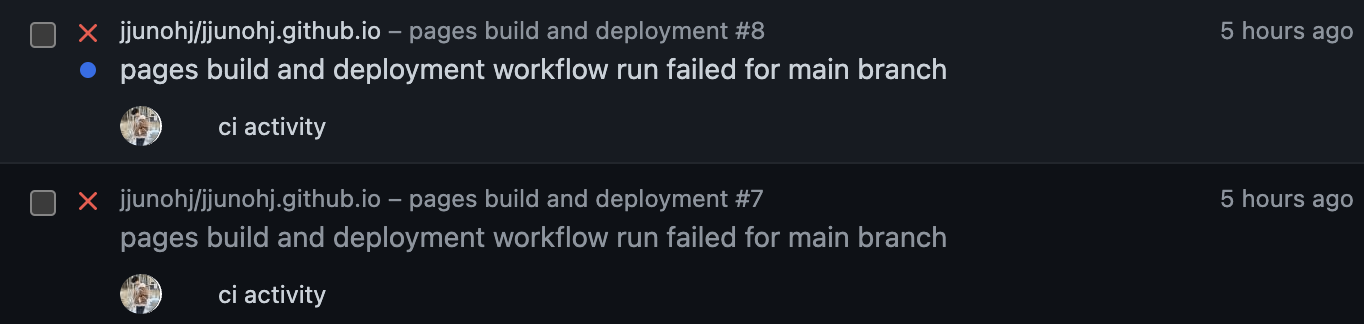 jjunohj/jjunohj.github.io – pages build and deployment #8 5 hours ago
pages build and deployment workflow run failed for main branch
ci activity
jjunohj/jjunohj.github.io – pages build and deployment #7 5 hours ago
pages build and deployment workflow run failed for main branch
ci activity